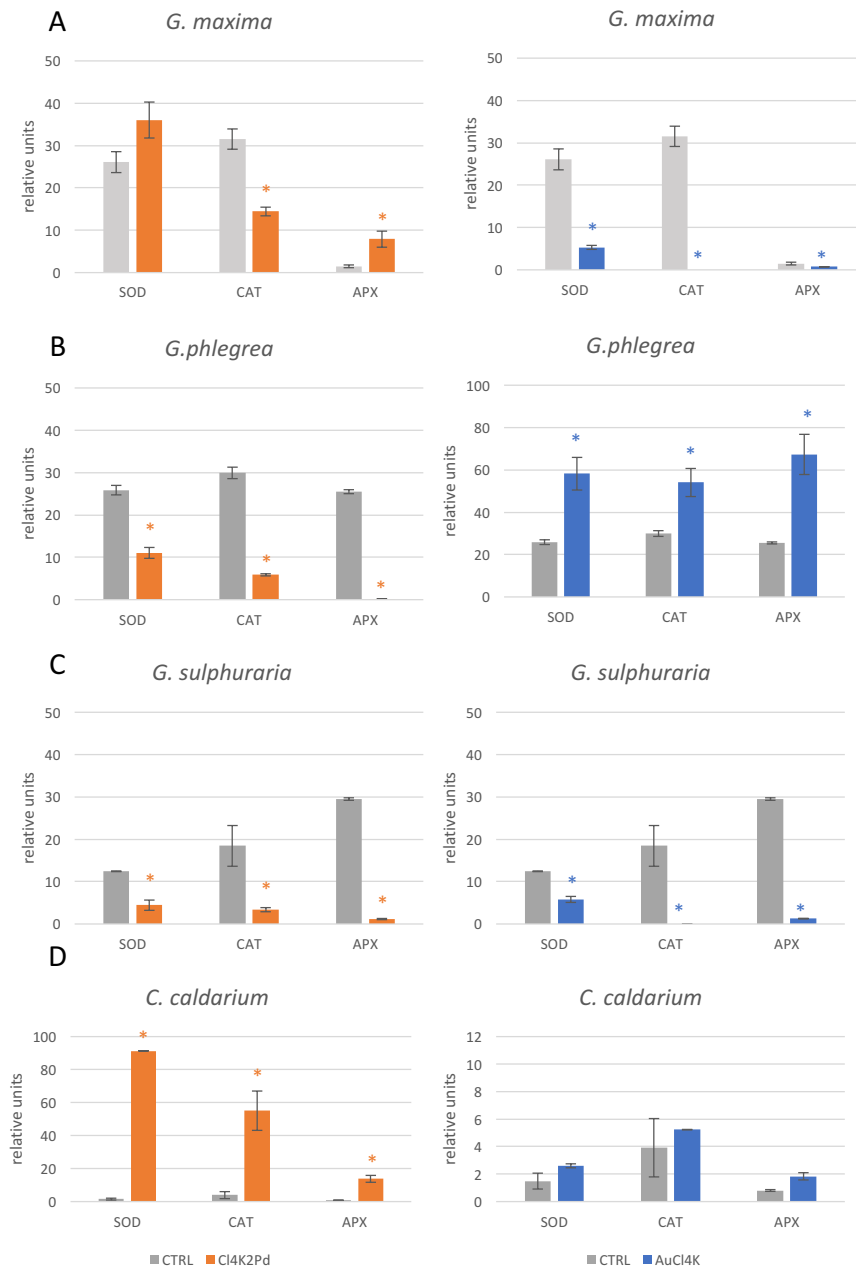 A
G. maxima
50
40
30
20
10
0
relative units
*
*
SOD CAT APX
G. maxima
50
40
30
20
10
0
relative units
*
*
*
SOD CAT APX
B
G.phlegrea
50
40
30
20
10
0
relative units
*
*
*
SOD CAT APX
G.phlegrea
100
80
60
40
20
0
relative units
*
*
*
SOD CAT APX
C
G. sulphuraria
50
40
30
20
10
0
relative units
*
*
*
SOD CAT APX
G. sulphuraria
50
40
30
20
10
0
relative units
*
*
*
SOD CAT APX
D
C. caldarium
100
80
60
40
20
0
relative units
*
*
*
SOD CAT APX
CTRL Cl4K2Pd
C. caldarium
12
10
8
6
4
2
0
relative units
SOD CAT APX
CTRL AuCl4K